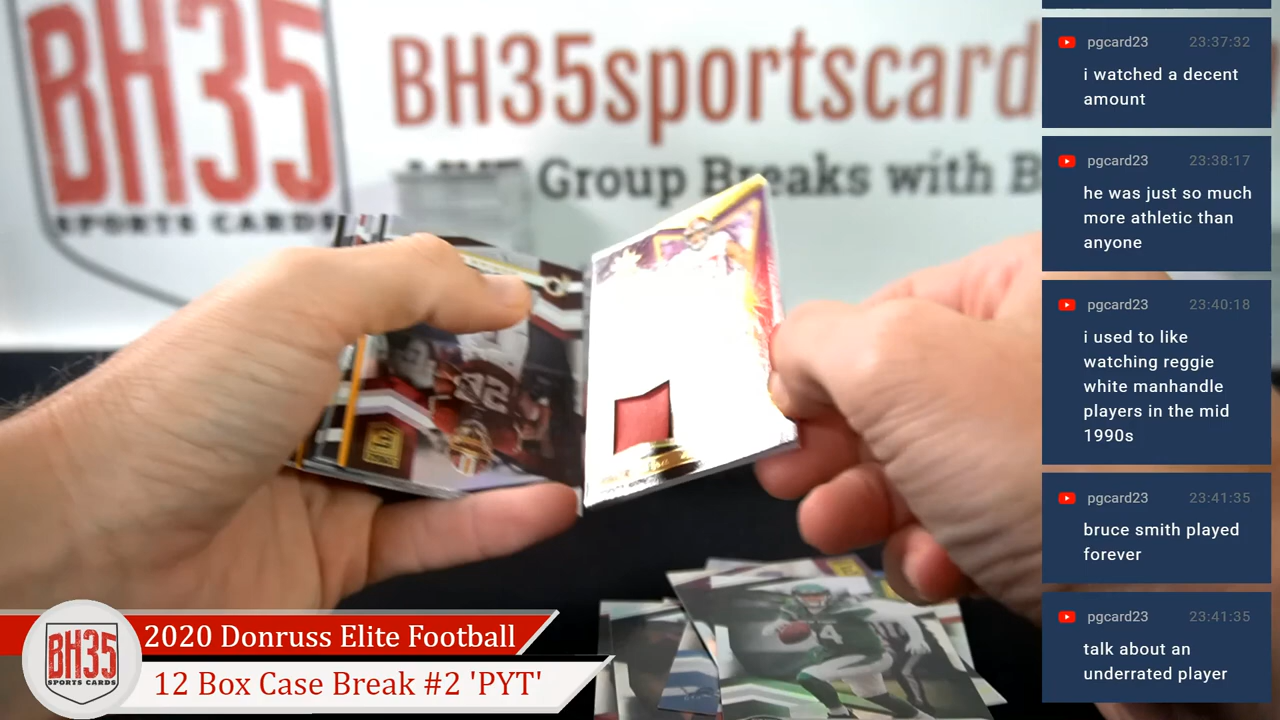 BH35
SPORTS CARDS
BH35sportscard
Group Breaks with B
pgcard23 23:37:32
i watched a decent
amount
pgcard23 23:38:17
he was just so much
more athletic than
anyone
pgcard23 23:40:18
i used to like
watching reggie
white manhandle
players in the mid
1990s
pgcard23 23:41:35
bruce smith played
forever
pgcard23 23:41:35
talk about an
underrated player
BH35
SPORTS CARDS
2020 Donruss Elite Football
12 Box Case Break #2 'PYT'